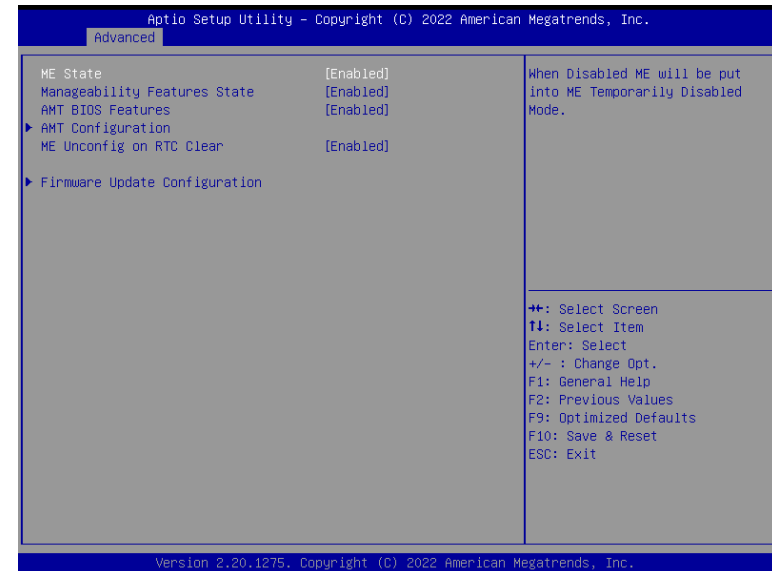 Aptio Setup Utility – Copyright (C) 2022 American Megatrends, Inc.
Advanced
ME State [Enabled]
Manageability Features State [Enabled]
AMT BIOS Features [Enabled]
AMT Configuration
ME Unconfig on RTC Clear [Enabled]
Firmware Update Configuration
When Disabled ME will be put
into ME Temporarily Disabled
Mode.
→←: Select Screen
↑↓: Select Item
Enter: Select
+/- : Change Opt.
F1: General Help
F2: Previous Values
F9: Optimized Defaults
F10: Save & Reset
ESC: Exit
Version 2.20.1275. Copyright (C) 2022 American Megatrends, Inc.